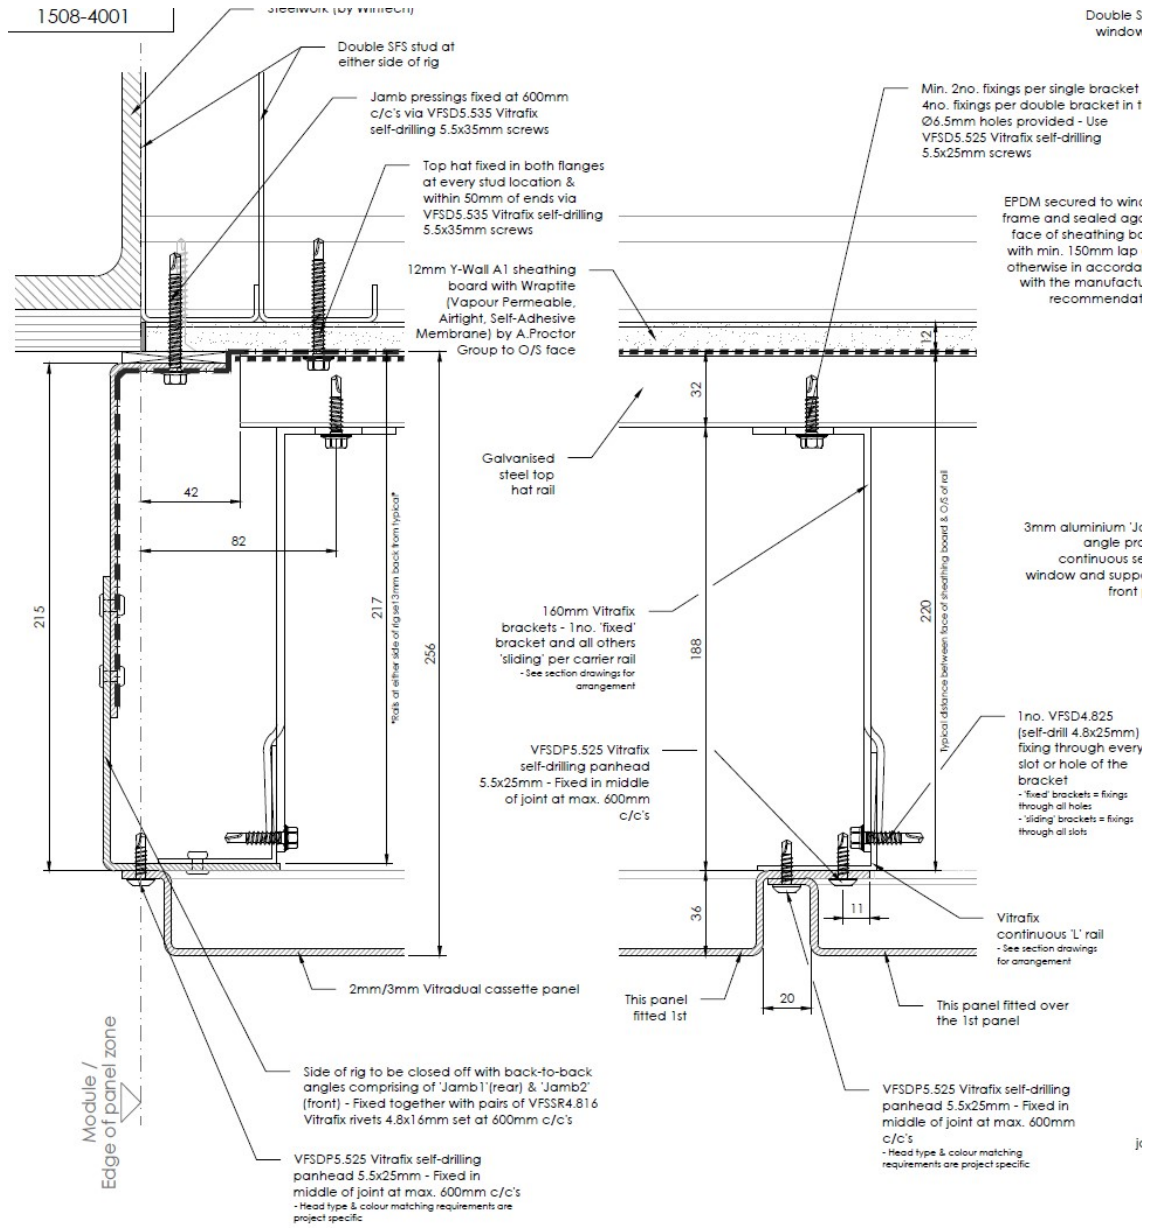 1508-4001
Steelwork (by Wintech)
Double SFS stud at
either side of rig
Jamb pressings fixed at 600mm
c/c's via VFSD5.535 Vitrafix
self-drilling 5.5x35mm screws
Top hat fixed in both flanges
at every stud location &
within 50mm of ends via
VFSD5.535 Vitrafix self-drilling
5.5x35mm screws
12mm Y-Wall A1 sheathing
board with Wraptite
(Vapour Permeable,
Airtight, Self-Adhesive
Membrane) by A.Proctor
Group to O/S face
Double S
window
Min. 2no. fixings per single bracket
4no. fixings per double bracket in t
Ø6.5mm holes provided - Use
VFSD5.525 Vitrafix self-drilling
5.5x25mm screws
EPDM secured to wind
frame and sealed aga
face of sheathing bo
with min. 150mm lap
otherwise in accorda
with the manufactu
recommendat
12
32
Galvanised
steel top
hat rail
42
82
215
217
*Rails at either side of rig set 3mm back from typical*
256
188
220
Typical distance between face of sheathing board & O/S of rail
3mm aluminium 'Ja
angle pro
continuous se
window and suppo
front
160mm Vitrafix
brackets - 1no. 'fixed'
bracket and all others
'sliding' per carrier rail
- See section drawings for
arrangement
VFSDP5.525 Vitrafix
self-drilling panhead
5.5x25mm - Fixed in middle
of joint at max. 600mm
c/c's
1no. VFSD4.825
(self-drill 4.8x25mm)
fixing through every
slot or hole of the
bracket
- 'fixed' brackets = fixings
through all holes
- 'sliding' brackets = fixings
through all slots
36
11
20
Vitrafix
continuous 'L' rail
- See section drawings
for arrangement
2mm/3mm Vitradual cassette panel
This panel
fitted 1st
This panel fitted over
the 1st panel
Module /
Edge of panel zone
Side of rig to be closed off with back-to-back
angles comprising of 'Jamb1'(rear) & 'Jamb2'
(front) - Fixed together with pairs of VFSSR4.816
Vitrafix rivets 4.8x16mm set at 600mm c/c's
VFSDP5.525 Vitrafix self-drilling
panhead 5.5x25mm - Fixed in
middle of joint at max. 600mm c/c's
- Head type & colour matching requirements are
project specific
VFSDP5.525 Vitrafix self-drilling
panhead 5.5x25mm - Fixed in
middle of joint at max. 600mm
c/c's
- Head type & colour matching
requirements are project specific